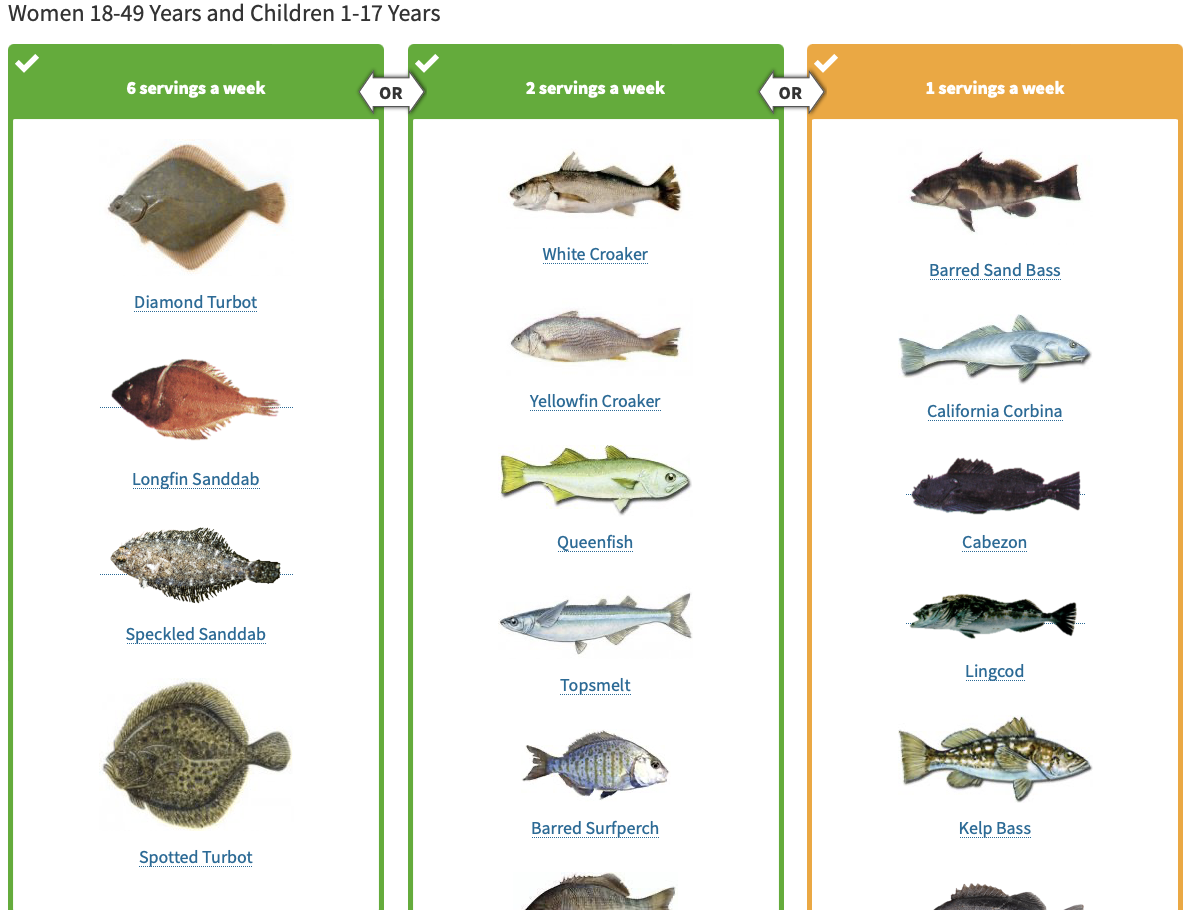 Women 18-49 Years and Children 1-17 Years
6 servings a week
OR
2 servings a week
OR
1 servings a week
Diamond Turbot
Longfin Sanddab
Speckled Sanddab
Spotted Turbot
White Croaker
Yellowfin Croaker
Queenfish
Topsmelt
Barred Surfperch
Barred Sand Bass
California Corbina
Cabezon
Lingcod
Kelp Bass